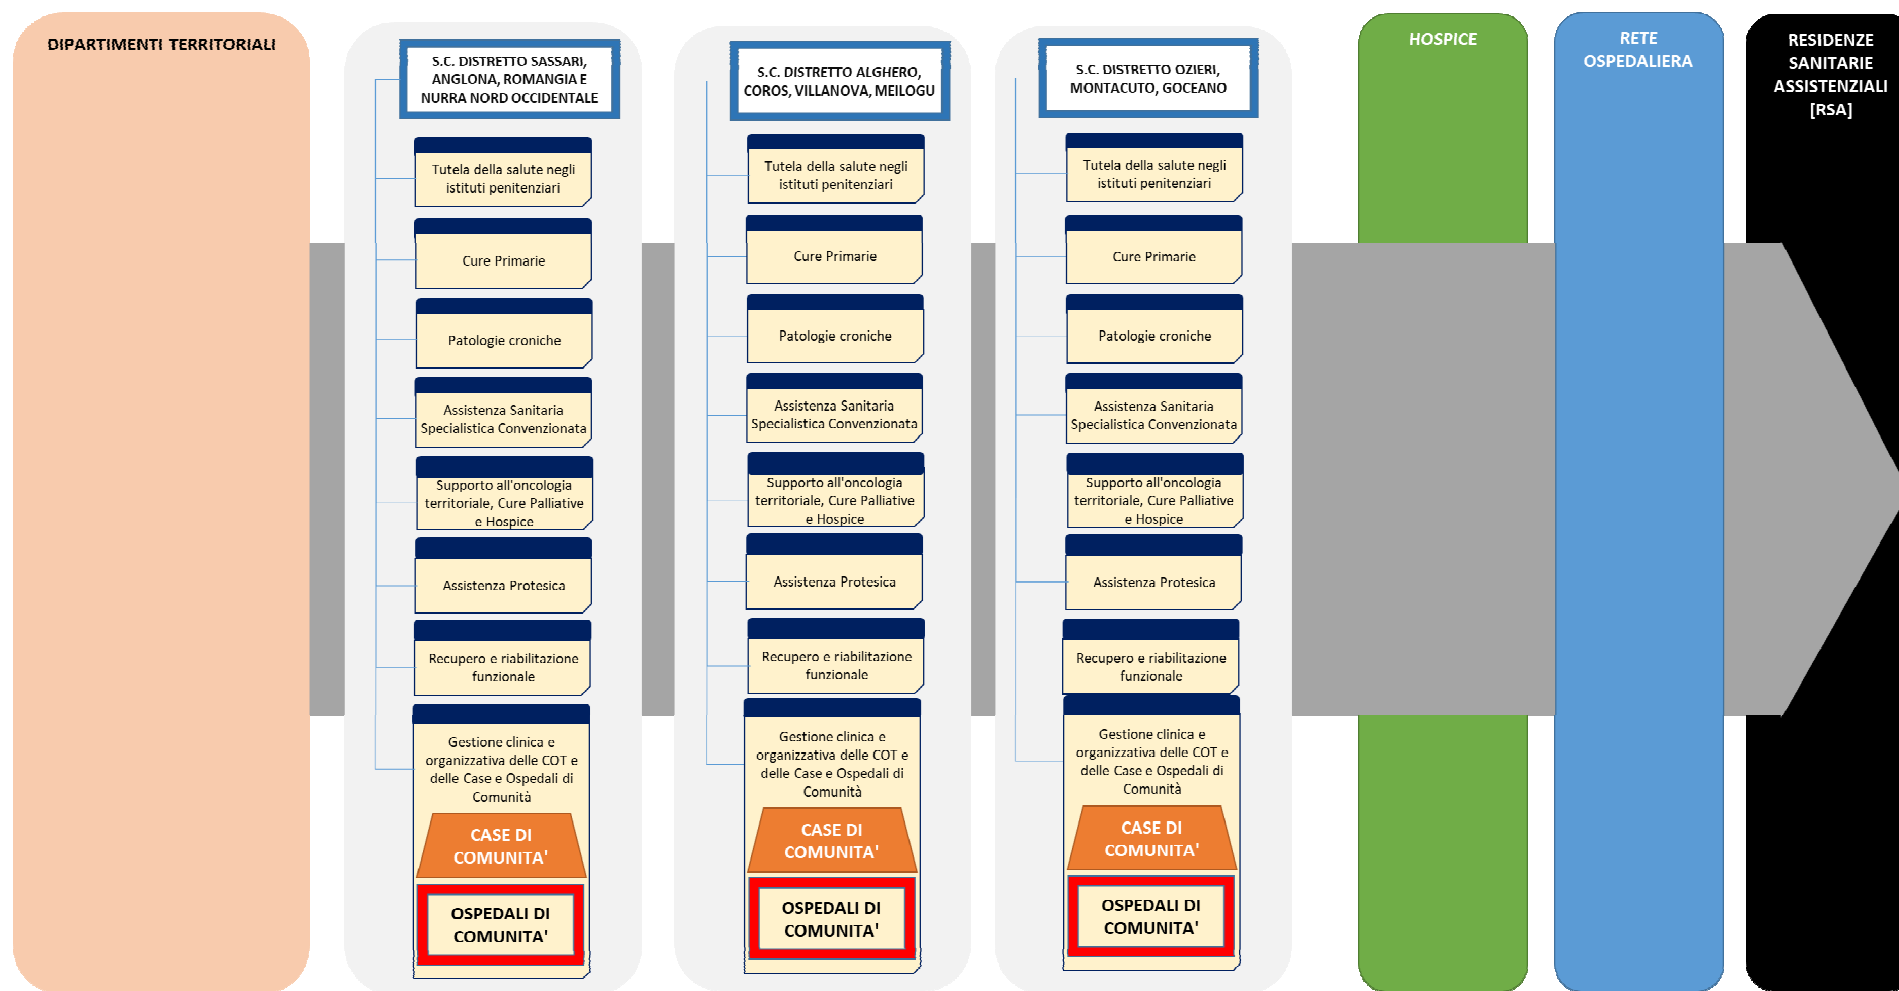 DIPARTIMENTI TERRITORIALI
S.C. DISTRETTO SASSARI,
ANGLONA, ROMANGIA E
NURRA NORD OCCIDENTALE
Tutela della salute negli
istituti penitenziari
Cure Primarie
Patologie croniche
Assistenza Sanitaria
Specialistica Convenzionata
Supporto all'oncologia
territoriale, Cure Palliative
e Hospice
Assistenza Protesica
Recupero e riabilitazione
funzionale
Gestione clinica e
organizzativa delle COT e
delle Case e Ospedali di
Comunità
CASE DI
COMUNITA'
OSPEDALI DI
COMUNITA'
S.C. DISTRETTO ALGHERO,
COROS, VILLANOVA, MEILOGU
Tutela della salute negli
istituti penitenziari
Cure Primarie
Patologie croniche
Assistenza Sanitaria
Specialistica Convenzionata
Supporto all'oncologia
territoriale, Cure Palliative
e Hospice
Assistenza Protesica
Recupero e riabilitazione
funzionale
Gestione clinica e
organizzativa delle COT e
delle Case e Ospedali di
Comunità
CASE DI
COMUNITA'
OSPEDALI DI
COMUNITA'
S.C. DISTRETTO OZIERI,
MONTACUTO, GOCEANO
Tutela della salute negli
istituti penitenziari
Cure Primarie
Patologie croniche
Assistenza Sanitaria
Specialistica Convenzionata
Supporto all'oncologia
territoriale, Cure Palliative
e Hospice
Assistenza Protesica
Recupero e riabilitazione
funzionale
Gestione clinica e
organizzativa delle COT e
delle Case e Ospedali di
Comunità
CASE DI
COMUNITA'
OSPEDALI DI
COMUNITA'
HOSPICE
RETE
OSPEDALIERA
RESIDENZE
SANITARIE
ASSISTENZIALI
[RSA]